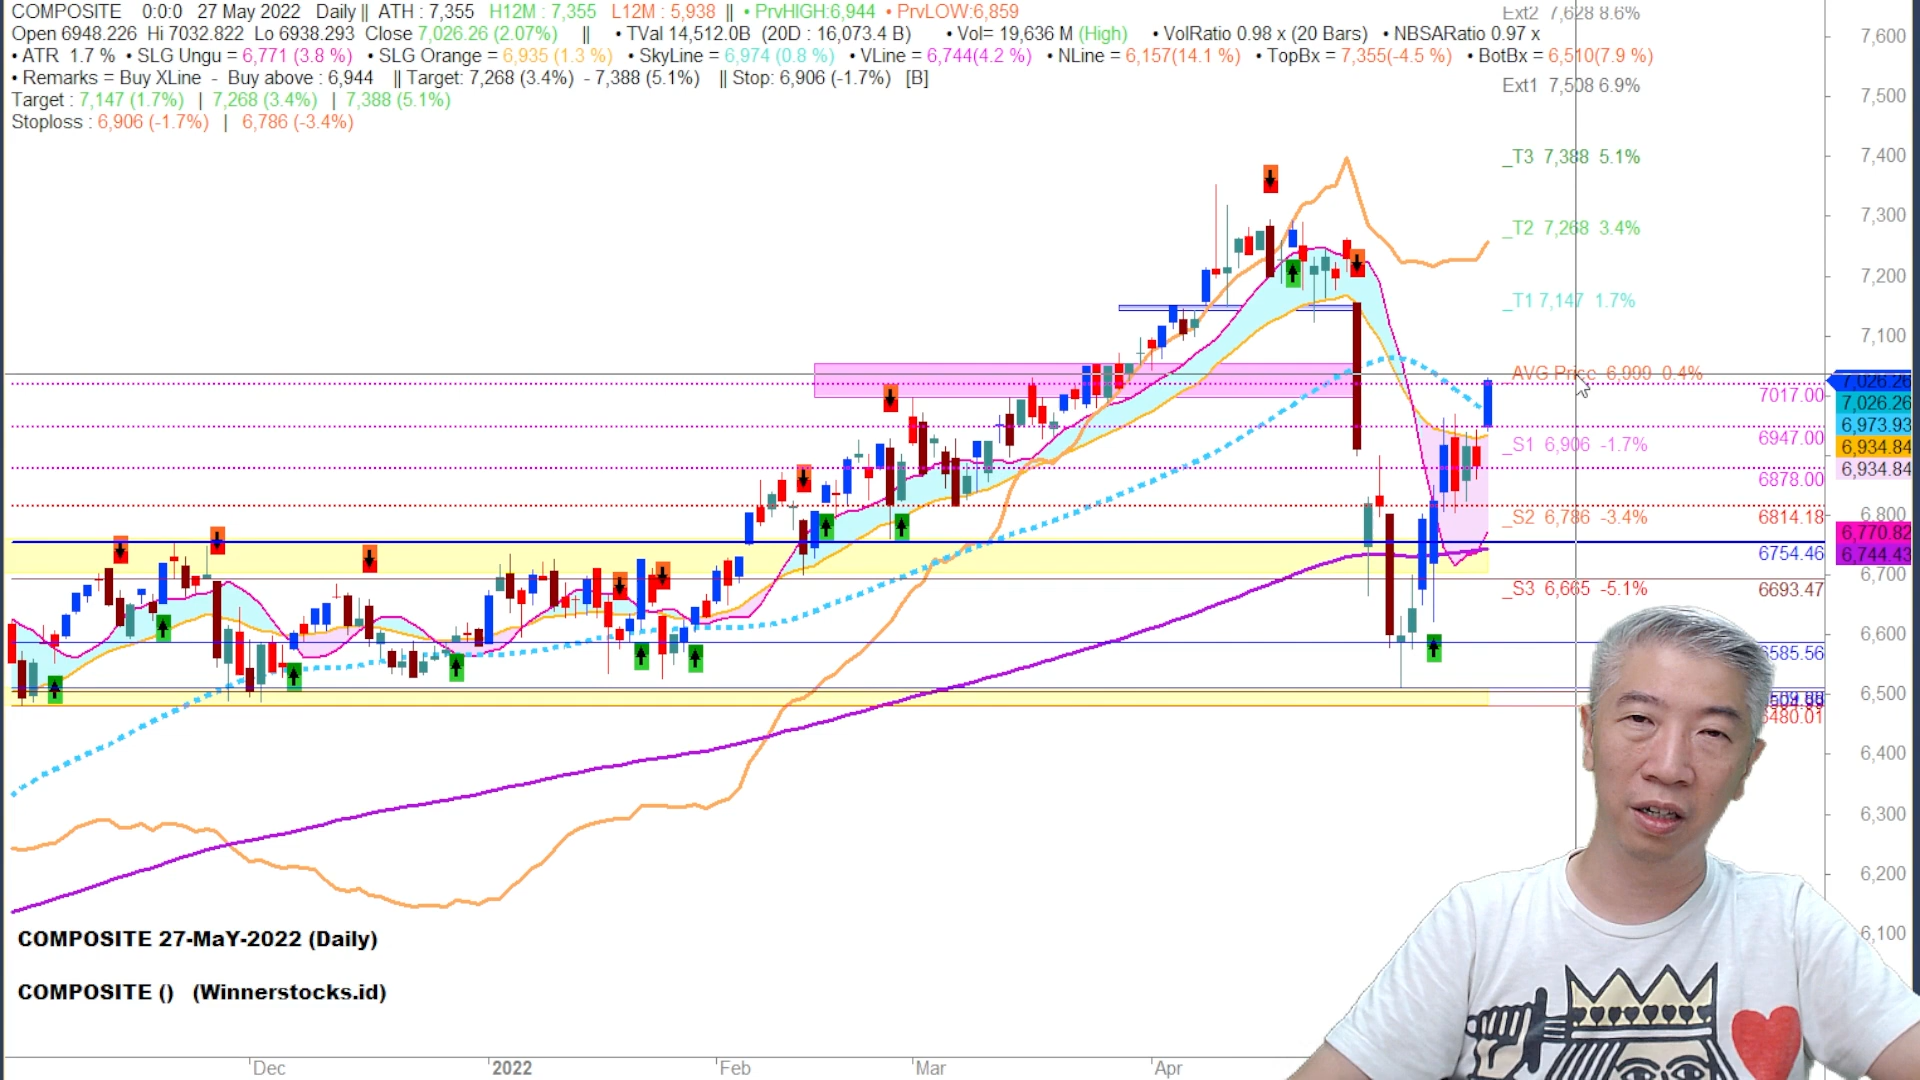 COMPOSITE 0:0:0 27 May 2022 Daily || ATH : 7,355 H12M : 7,355 L12M : 5,938 || • PrvHIGH:6,944 • PrvLOW:6,859
Open 6948.226 Hi 7032.822 Lo 6938.293 Close 7,026.26 (2.07%) || • TVal 14,512.0B (20D : 16,073.4 B) • Vol= 19,636 M (High) • VolRatio 0.98 x (20 Bars) • NBSARatio 0.97 x
• ATR 1.7 % • SLG Ungu = 6,771 (3.8 %) • SLG Orange = 6,935 (1.3 %) • SkyLine = 6,974 (0.8 %) • VLine = 6,744(4.2 %) • NLine = 6,157(14.1 %) • TopBx = 7,355(-4.5 %) • BotBx = 6,510(7.9 %)
• Remarks = Buy XLine - Buy above : 6,944 || Target: 7,268 (3.4%) - 7,388 (5.1%) || Stop: 6,906 (-1.7%) [B]
Target : 7,147 (1.7%) | 7,268 (3.4%) | 7,388 (5.1%)
Stoploss : 6,906 (-1.7%) | 6,786 (-3.4%)
Ext2 7,628 8.6%
Ext1 7,508 6.9%
_T3 7,388 5.1%
_T2 7,268 3.4%
_T1 7,147 1.7%
AVG Price 6,999 0.4%
_S1 6,906 -1.7%
_S2 6,786 -3.4%
_S3 6,665 -5.1%
7017.00
6947.00
6878.00
6814.18
6754.46
6693.47
6585.56
6480.01
7,600
7,500
7,400
7,300
7,200
7,100
7,026.26
7,026.26
6,973.93
6,934.84
6,934.84
6,800
6,770.82
6,744.43
6,700
6,600
6,500
6,400
6,300
6,200
6,100
COMPOSITE 27-MaY-2022 (Daily)
COMPOSITE () (Winnerstocks.id)
Dec 2022 Feb Mar Apr